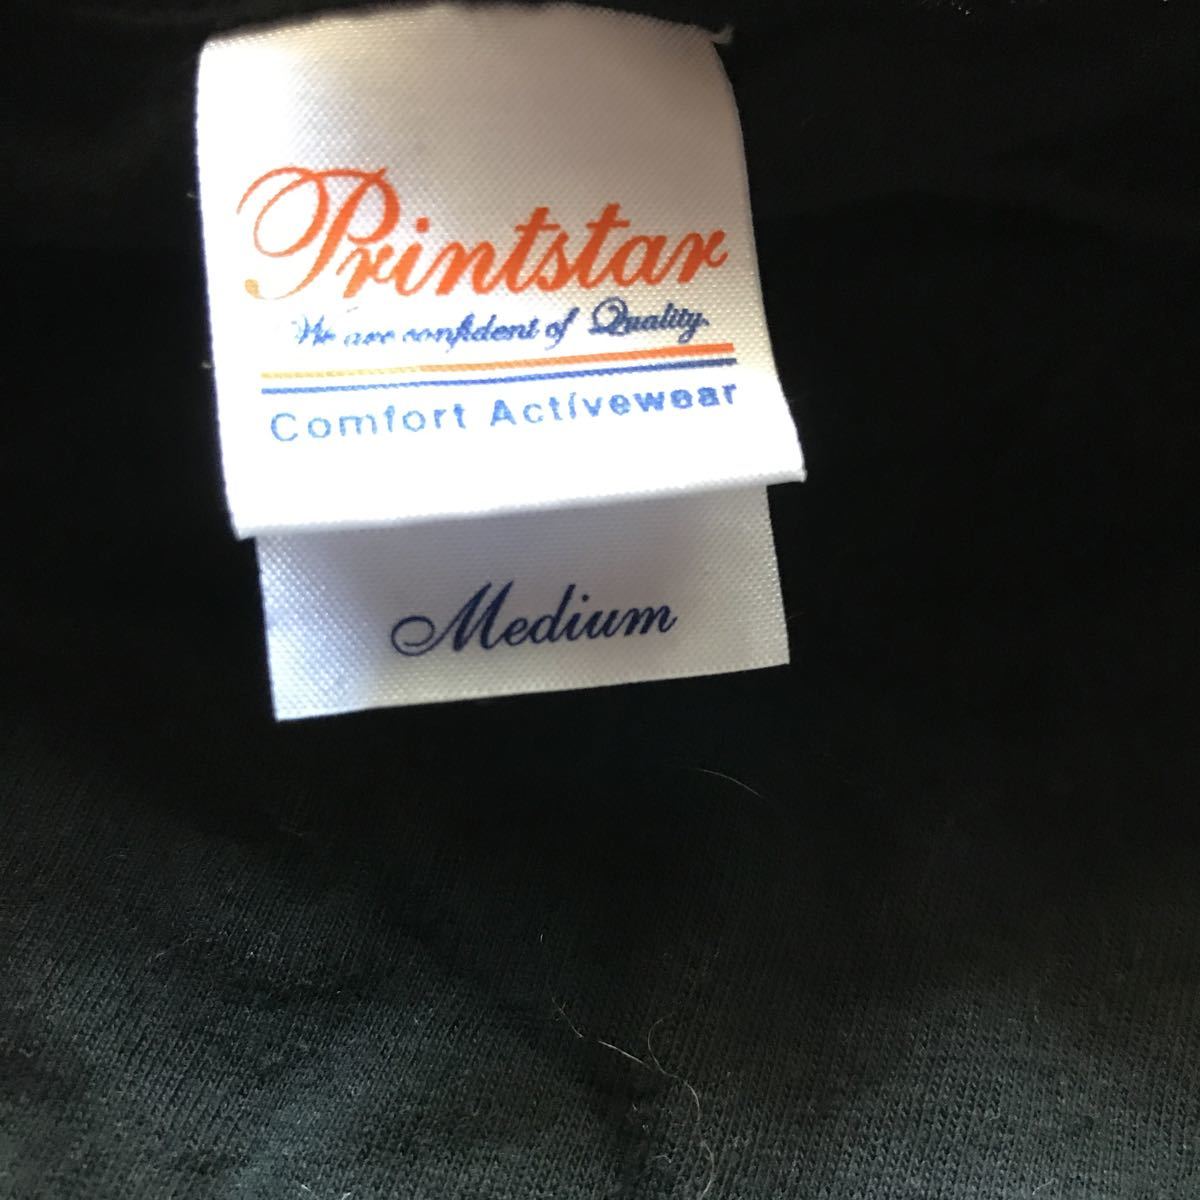 Printstar
We are confident of Quality.
Comfort Activewear
Medium